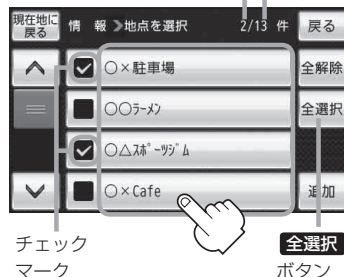 現在地に
戻る
情 報 》地点を選択 2/13 件
戻る
○×駐車場
全解除
○○ラーメン
全選択
○△スポーツジム
○×Cafe
追加
チェック
マーク
全選択
ボタン